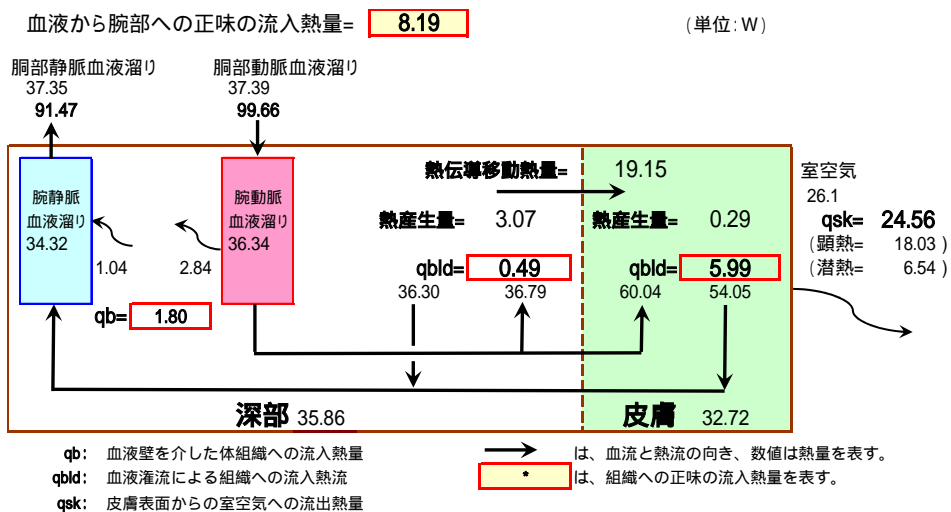 血液から腕部への正味の流入熱量= 8.19 (単位: W)
胴部静脈血液溜り 胴部動脈血液溜り
37.35 37.39
91.47 99.66
熱伝導移動熱量= 19.15
室空気
26.1
腕静脈 腕動脈
血液溜り 血液溜り
34.32 36.34
熱産生量= 3.07 熱産生量= 0.29
qsk= 24.56
(顕熱= 18.03 )
(潜熱= 6.54 )
1.04 2.84
qbld= 0.49 qbld= 5.99
36.30 36.79 60.04 54.05
qb= 1.80
深部 35.86 皮膚 32.72
qb: 血液壁を介した体組織への流入熱量
qbld: 血液潅流による組織への流入熱流
qsk: 皮膚表面からの室空気への流出熱量
は、血流と熱流の向き、数値は熱量を表す。
* は、組織への正味の流入熱量を表す。